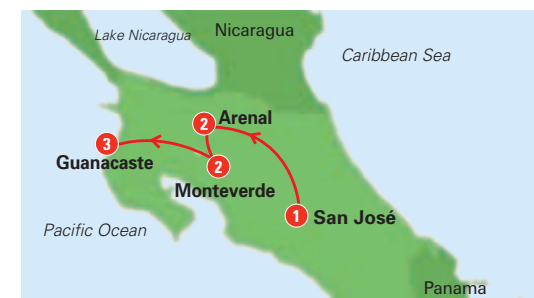 Nicaragua
Lake Nicaragua
Caribbean Sea
2 Arenal
3
Guanacaste
2
Monteverde
1 San José
Pacific Ocean
Panama